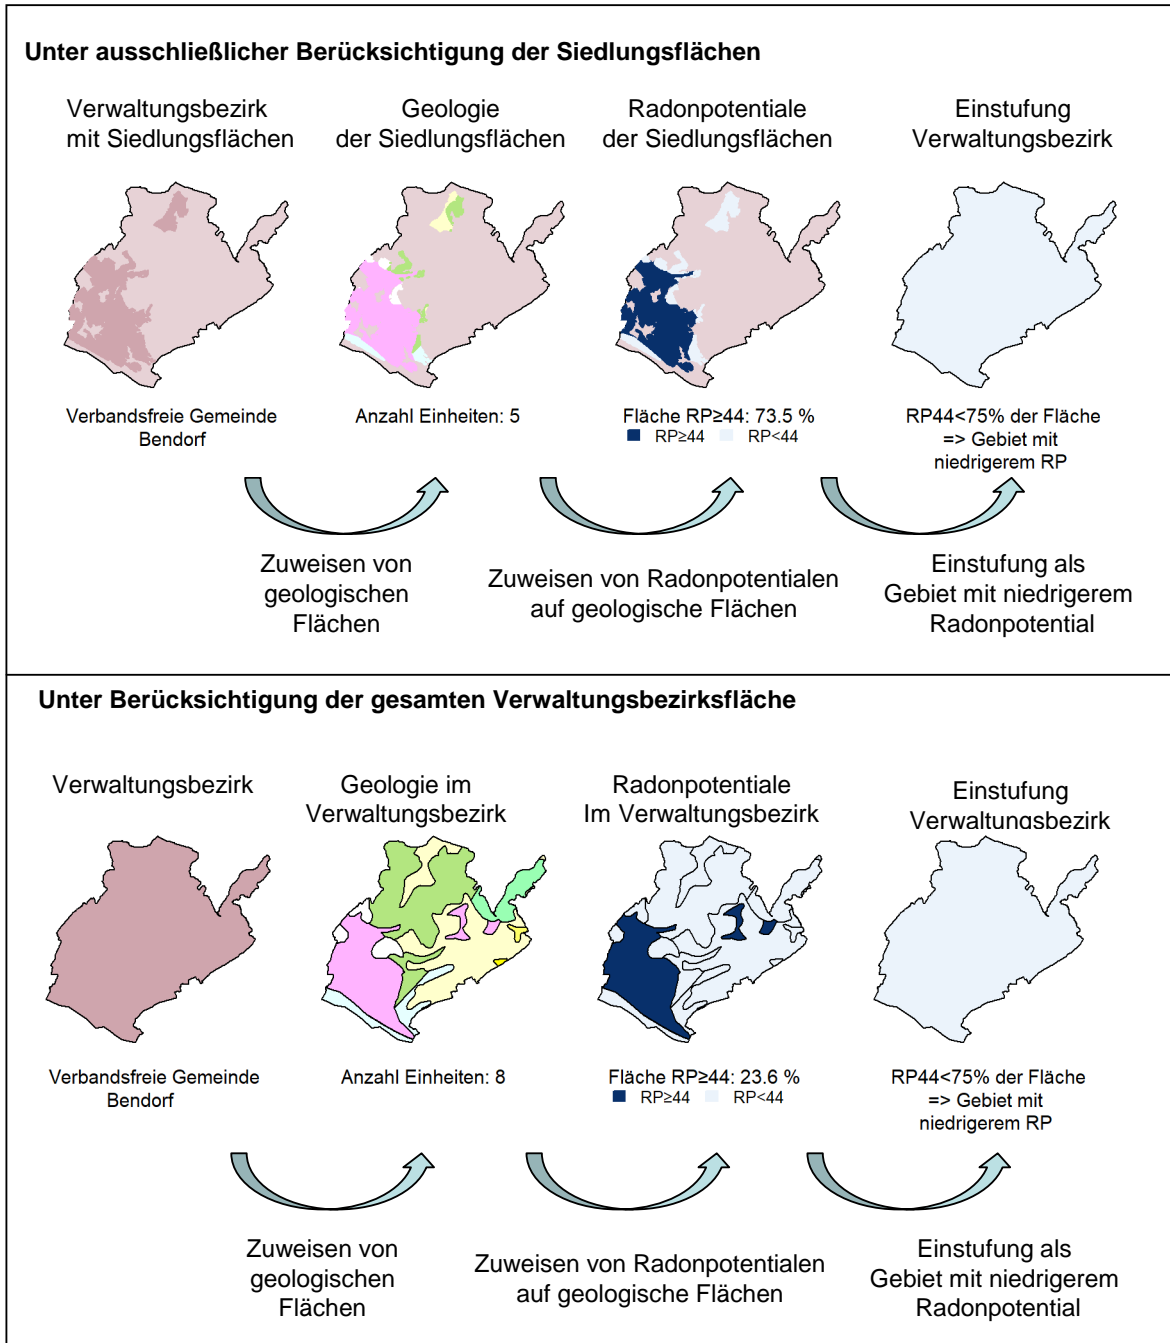 Unter ausschließlicher Berücksichtigung der Siedlungsflächen
Verwaltungsbezirk
mit Siedlungsflächen
Geologie
der Siedlungsflächen
Radonpotentiale
der Siedlungsflächen
Einstufung
Verwaltungsbezirk
Verbandsfreie Gemeinde
Bendorf
Anzahl Einheiten: 5
Fläche RP≥44: 73.5 %
RP≥44 RP<44
RP44<75% der Fläche
=> Gebiet mit
niedrigerem RP
Zuweisen von
geologischen
Flächen
Zuweisen von Radonpotentialen
auf geologische Flächen
Einstufung als
Gebiet mit niedrigerem
Radonpotential
Unter Berücksichtigung der gesamten Verwaltungsbezirksfläche
Verwaltungsbezirk
Geologie im
Verwaltungsbezirk
Radonpotentiale
Im Verwaltungsbezirk
Einstufung
Verwaltungsbezirk
Verbandsfreie Gemeinde
Bendorf
Anzahl Einheiten: 8
Fläche RP≥44: 23.6 %
RP≥44 RP<44
RP44<75% der Fläche
=> Gebiet mit
niedrigerem RP
Zuweisen von
geologischen
Flächen
Zuweisen von Radonpotentialen
auf geologische Flächen
Einstufung als
Gebiet mit niedrigerem
Radonpotential